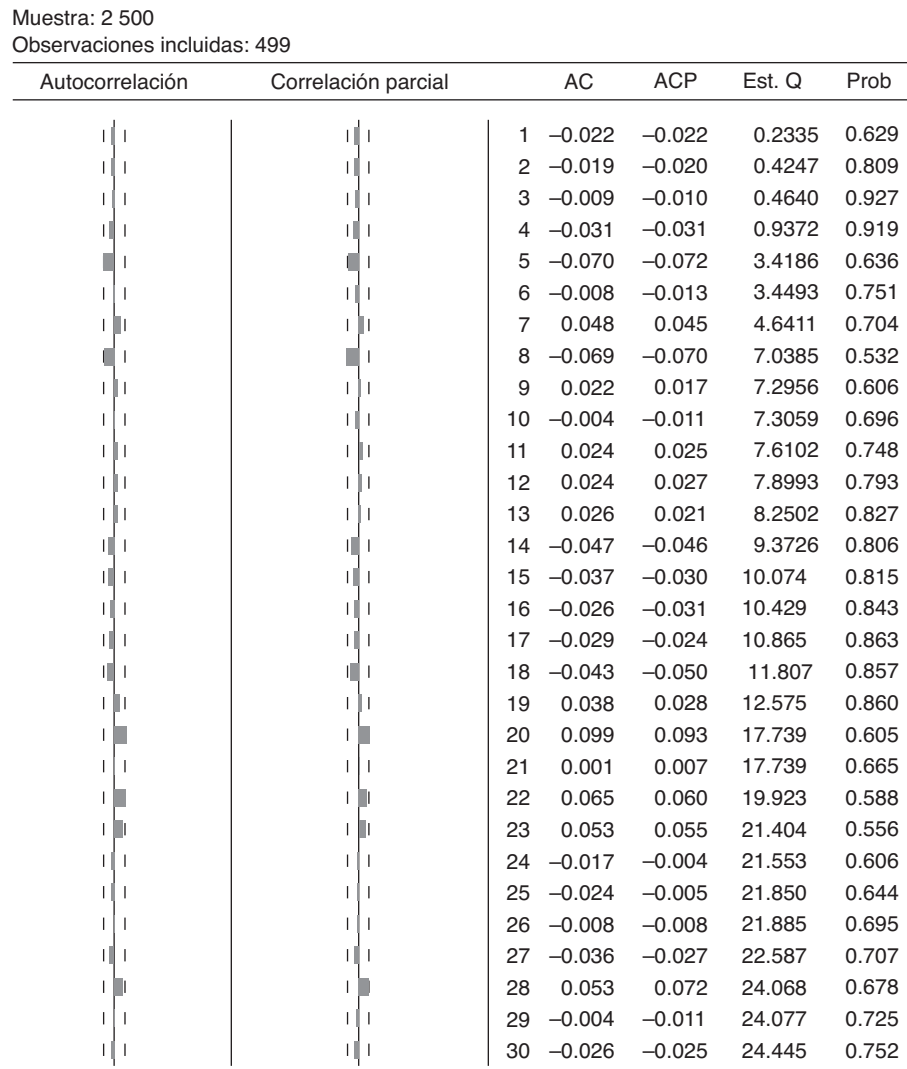 Muestra: 2 500
Observaciones incluidas: 499
Autocorrelación Correlación parcial AC ACP Est. Q Prob
1 –0.022 –0.022 0.2335 0.629
2 –0.019 –0.020 0.4247 0.809
3 –0.009 –0.010 0.4640 0.927
4 –0.031 –0.031 0.9372 0.919
5 –0.070 –0.072 3.4186 0.636
6 –0.008 –0.013 3.4493 0.751
7 0.048 0.045 4.6411 0.704
8 –0.069 –0.070 7.0385 0.532
9 0.022 0.017 7.2956 0.606
10 –0.004 –0.011 7.3059 0.696
11 0.024 0.025 7.6102 0.748
12 0.024 0.027 7.8993 0.793
13 0.026 0.021 8.2502 0.827
14 –0.047 –0.046 9.3726 0.806
15 –0.037 –0.030 10.074 0.815
16 –0.026 –0.031 10.429 0.843
17 –0.029 –0.024 10.865 0.863
18 –0.043 –0.050 11.807 0.857
19 0.038 0.028 12.575 0.860
20 0.099 0.093 17.739 0.605
21 0.001 0.007 17.739 0.665
22 0.065 0.060 19.923 0.588
23 0.053 0.055 21.404 0.556
24 –0.017 –0.004 21.553 0.606
25 –0.024 –0.005 21.850 0.644
26 –0.008 –0.008 21.885 0.695
27 –0.036 –0.027 22.587 0.707
28 0.053 0.072 24.068 0.678
29 –0.004 –0.011 24.077 0.725
30 –0.026 –0.025 24.445 0.752